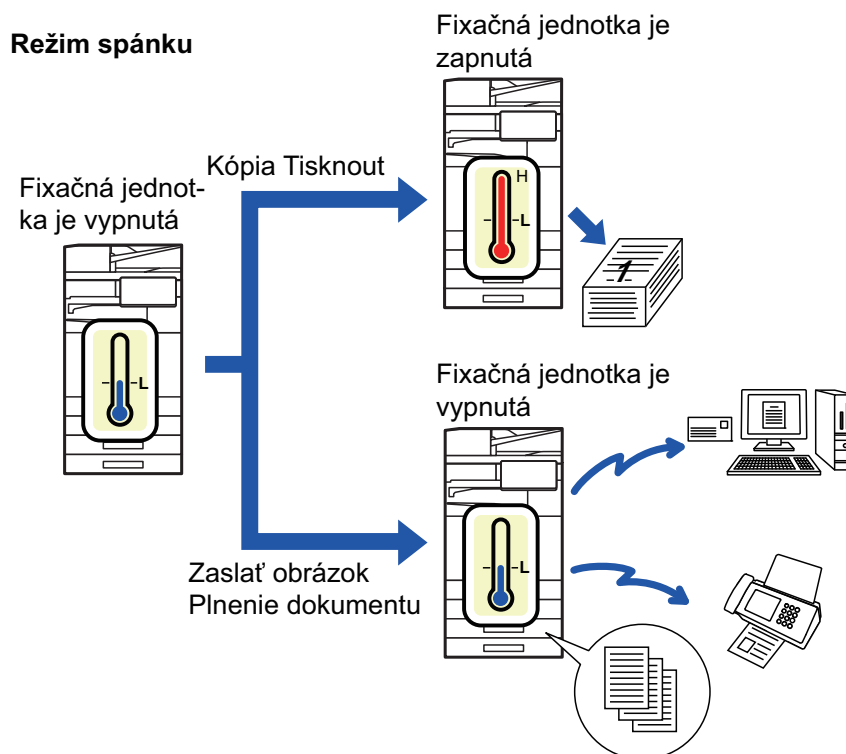 Režim spánku
Fixačná jednotka je
zapnutá
Kópia Tisknout
Fixačná jednot-
ka je vypnutá
H
L
1
L
Fixačná jednotka je
vypnutá
L
Zaslať obrázok
Plnenie dokumentu